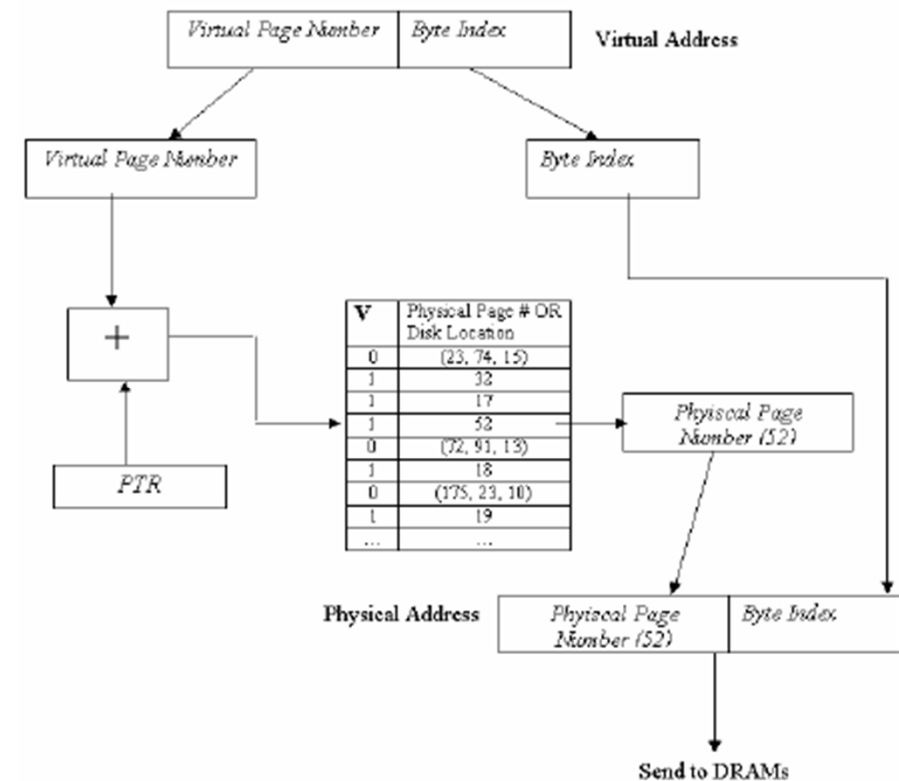 Virtual Page Number Byte Index Virtual Address
Virtual Page Number
Byte Index
+
PTR
V Physical Page # OR
Disk Location
0 (23, 74, 15)
1 32
1 17
1 52
0 (72, 91, 13)
1 18
0 (175, 23, 10)
1 19
... ...
Phyiscal Page
Number (52)
Physical Address
Phyiscal Page
Number (52)
Byte Index
Send to DRAMs